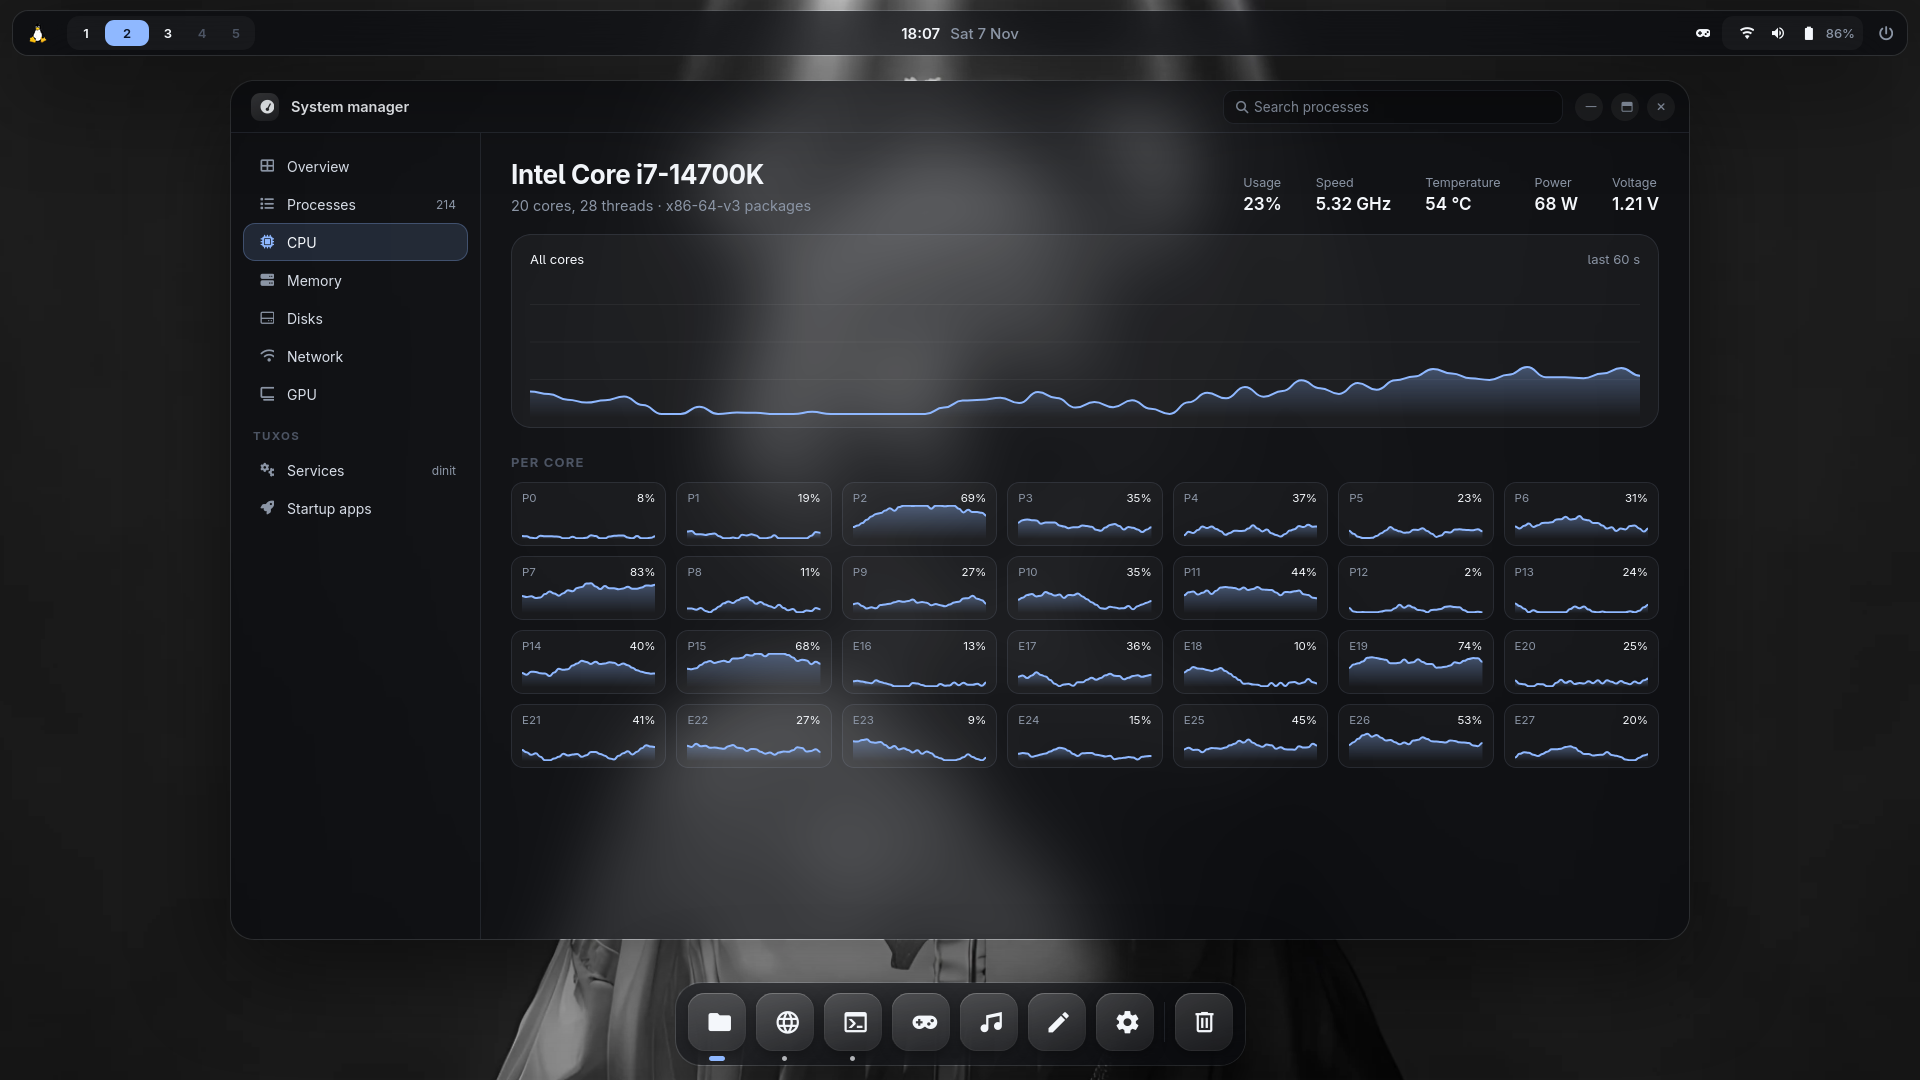 1 2 3 4 5
18:07 Sat 7 Nov
86%
System manager
Search processes
Overview
Processes 214
CPU
Memory
Disks
Network
GPU
TUXOS
Services dinit
Startup apps
Intel Core i7-14700K
20 cores, 28 threads · x86-64-v3 packages
Usage Speed Temperature Power Voltage
23% 5.32 GHz 54 °C 68 W 1.21 V
All cores last 60 s
PER CORE
P0 8% P1 19% P2 69% P3 35% P4 37% P5 23% P6 31%
P7 83% P8 11% P9 27% P10 35% P11 44% P12 2% P13 24%
P14 40% P15 68% E16 13% E17 36% E18 10% E19 74% E20 25%
E21 41% E22 27% E23 9% E24 15% E25 45% E26 53% E27 20%